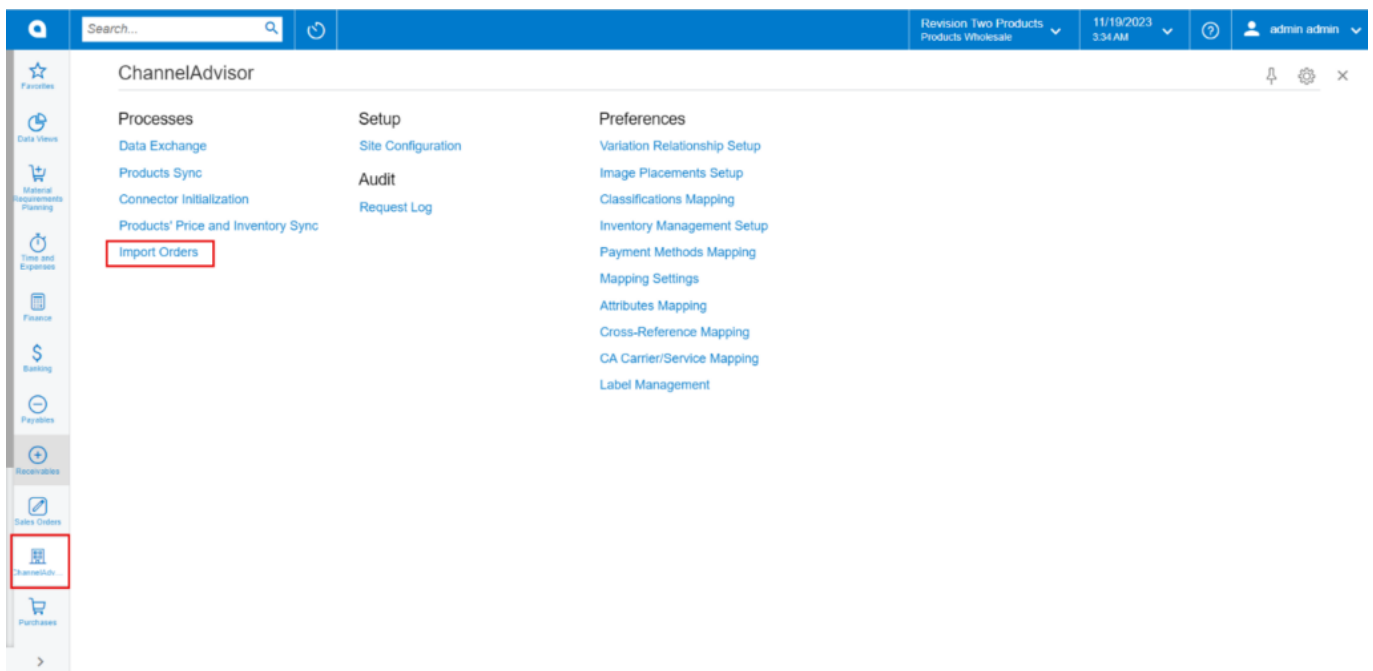 Search...
Revision Two Products
Products Wholesale
11/19/2023
3:34 AM
admin admin
Favorites
Data Views
Material
Requirements
Planning
Time and
Expenses
Finance
Banking
Payables
Receivables
Sales Orders
ChannelAdv...
Purchases
ChannelAdvisor
Processes
Data Exchange
Products Sync
Connector Initialization
Products' Price and Inventory Sync
Import Orders
Setup
Site Configuration
Audit
Request Log
Preferences
Variation Relationship Setup
Image Placements Setup
Classifications Mapping
Inventory Management Setup
Payment Methods Mapping
Mapping Settings
Attributes Mapping
Cross-Reference Mapping
CA Carrier/Service Mapping
Label Management